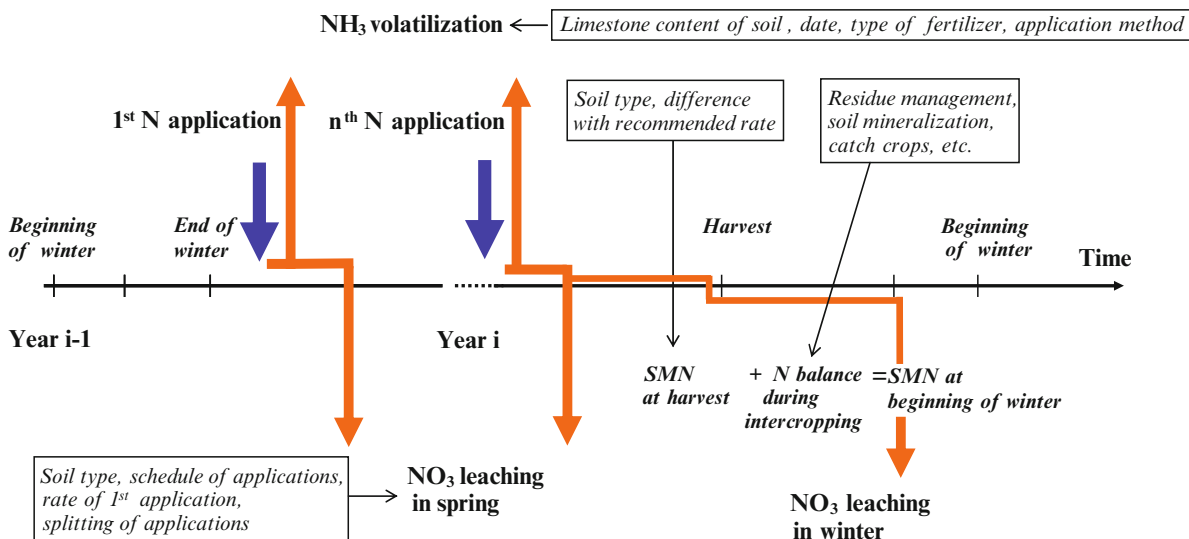 NH3 volatilization
Limestone content of soil , date, type of fertilizer, application method
1st N application
nth N application
Soil type, difference
with recommended rate
Residue management,
soil mineralization,
catch crops, etc.
Beginning
of winter
End of
winter
Harvest
Beginning
of winter
Time
Year i-1
Year i
SMN
at harvest
+ N balance
during
intercropping
=SMN at
beginning of winter
Soil type, schedule of applications,
rate of 1st application,
splitting of applications
NO3 leaching
in spring
NO3 leaching
in winter